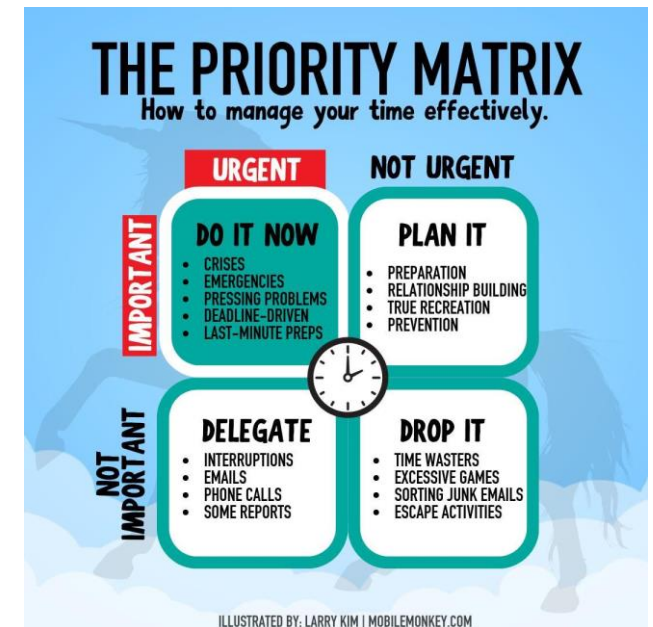 THE PRIORITY MATRIX
How to manage your time effectively.
URGENT
NOT URGENT
IMPORTANT
DO IT NOW
• CRISES
• EMERGENCIES
• PRESSING PROBLEMS
• DEADLINE-DRIVEN
• LAST-MINUTE PREPS
PLAN IT
• PREPARATION
• RELATIONSHIP BUILDING
• TRUE RECREATION
• PREVENTION
NOT
IMPORTANT
DELEGATE
• INTERRUPTIONS
• EMAILS
• PHONE CALLS
• SOME REPORTS
DROP IT
• TIME WASTERS
• EXCESSIVE GAMES
• SORTING JUNK EMAILS
• ESCAPE ACTIVITIES
ILLUSTRATED BY: LARRY KIM | MOBILEMONKEY.COM